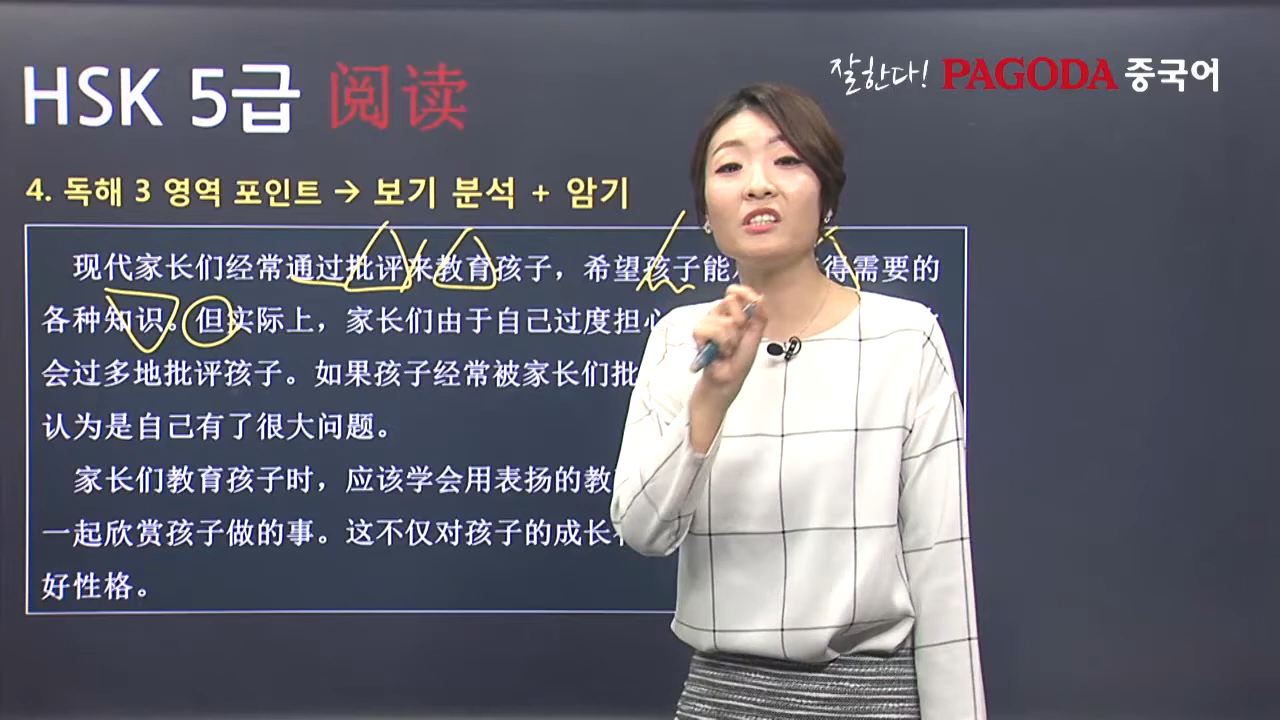 잘한다! PAGODA 중국어
HSK 5급 阅读
4. 독해 3 영역 포인트 → 보기 분석 + 암기
现代家长们经常通过批评来教育孩子，希望孩子能 得需要的
各种知识。但实际上，家长们由于自己过度担心
会过多地批评孩子。如果孩子经常被家长们批
认为是自己有了很大问题。
家长们教育孩子时，应该学会用表扬的教
一起欣赏孩子做的事。这不仅对孩子的成长
好性格。